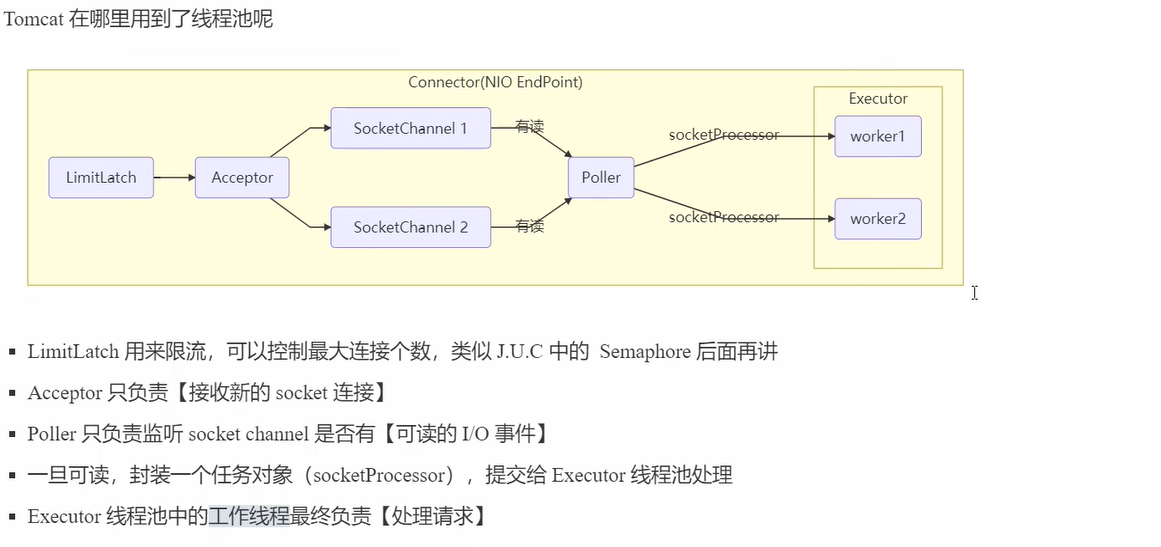 Tomcat 在哪里用到了线程池呢
Connector(NIO EndPoint)
Executor
SocketChannel 1
有读
socketProcessor
worker1
LimitLatch
Acceptor
Poller
SocketChannel 2
有读
socketProcessor
worker2
LimitLatch 用来限流，可以控制最大连接个数，类似 J.U.C 中的 Semaphore 后面再讲
Acceptor 只负责【接收新的 socket 连接】
Poller 只负责监听 socket channel 是否有【可读的 I/O 事件】
一旦可读，封装一个任务对象（socketProcessor），提交给 Executor 线程池处理
Executor 线程池中的工作线程最终负责【处理请求】